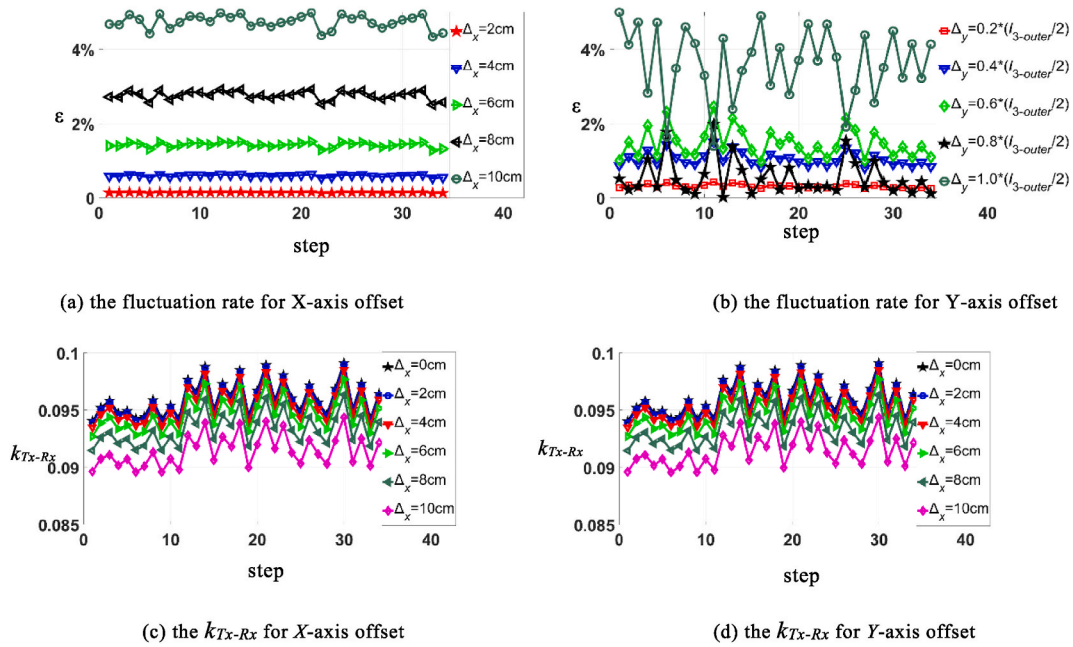 4%
2%
0
ε
0 10 20 30 40
step
Δx=2cm
Δx=4cm
Δx=6cm
Δx=8cm
Δx=10cm
(a) the fluctuation rate for X-axis offset
4%
2%
0
ε
0 10 20 30 40
step
Δy=0.2*(l3-outer/2)
Δy=0.4*(l3-outer/2)
Δy=0.6*(l3-outer/2)
Δy=0.8*(l3-outer/2)
Δy=1.0*(l3-outer/2)
(b) the fluctuation rate for Y-axis offset
0.1
0.095
0.09
0.085
kTx-Rx
0 10 20 30 40
step
Δx=0cm
Δx=2cm
Δx=4cm
Δx=6cm
Δx=8cm
Δx=10cm
(c) the kTx-Rx for X-axis offset
0.1
0.095
0.09
0.085
kTx-Rx
0 10 20 30 40
step
Δx=0cm
Δx=2cm
Δx=4cm
Δx=6cm
Δx=8cm
Δx=10cm
(d) the kTx-Rx for Y-axis offset